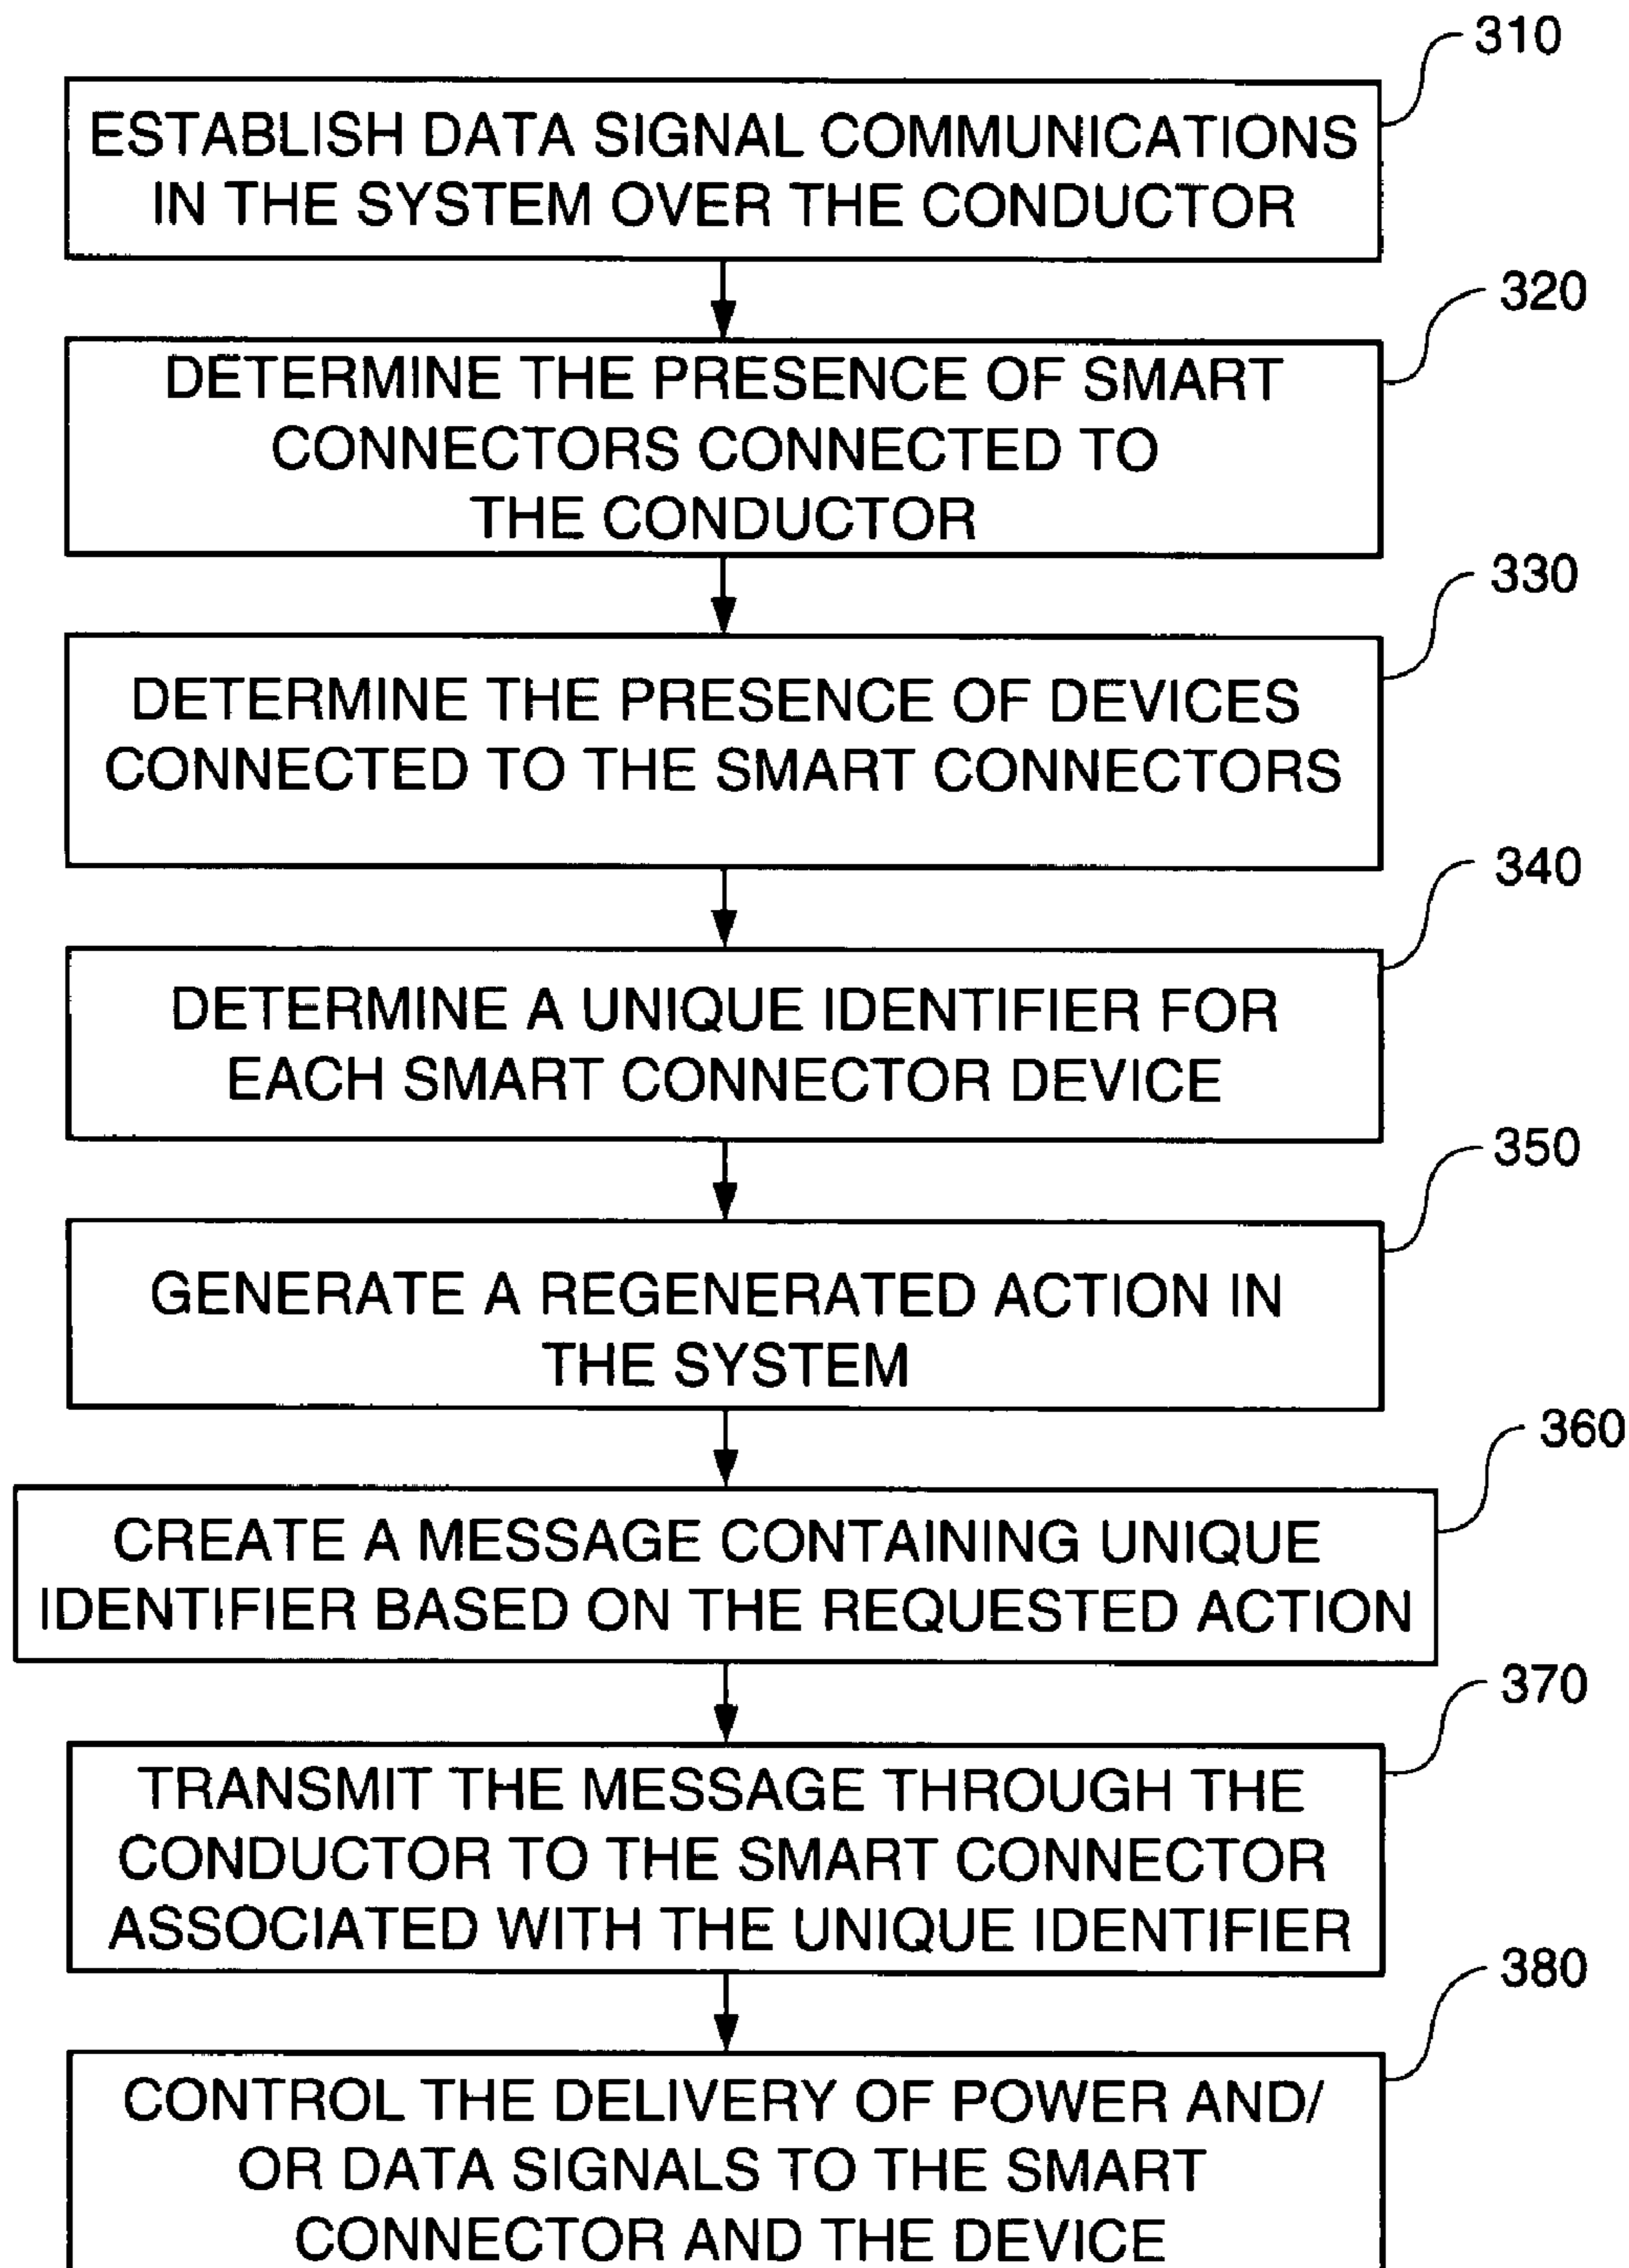 310
ESTABLISH DATA SIGNAL COMMUNICATIONS
IN THE SYSTEM OVER THE CONDUCTOR
320
DETERMINE THE PRESENCE OF SMART
CONNECTORS CONNECTED TO
THE CONDUCTOR
330
DETERMINE THE PRESENCE OF DEVICES
CONNECTED TO THE SMART CONNECTORS
340
DETERMINE A UNIQUE IDENTIFIER FOR
EACH SMART CONNECTOR DEVICE
350
GENERATE A REGENERATED ACTION IN
THE SYSTEM
360
CREATE A MESSAGE CONTAINING UNIQUE
IDENTIFIER BASED ON THE REQUESTED ACTION
370
TRANSMIT THE MESSAGE THROUGH THE
CONDUCTOR TO THE SMART CONNECTOR
ASSOCIATED WITH THE UNIQUE IDENTIFIER
380
CONTROL THE DELIVERY OF POWER AND/
OR DATA SIGNALS TO THE SMART
CONNECTOR AND THE DEVICE